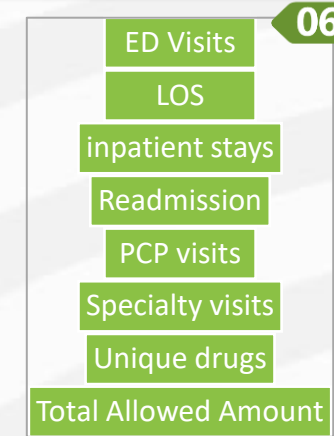 06
ED Visits
LOS
inpatient stays
Readmission
PCP visits
Specialty visits
Unique drugs
Total Allowed Amount